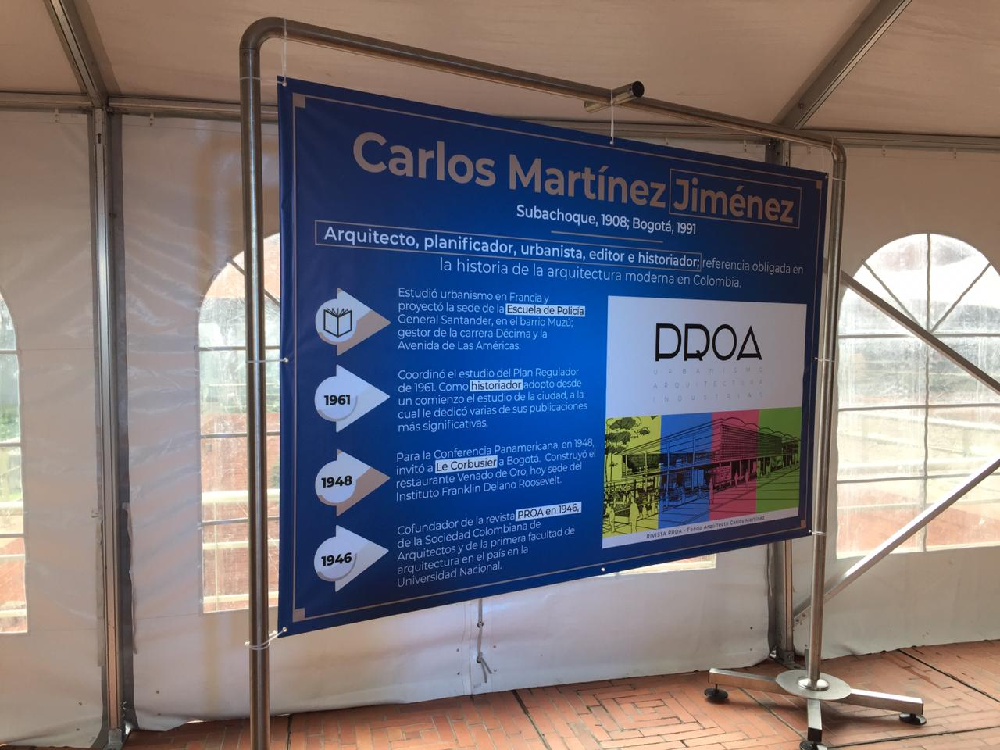 Carlos Martínez Jiménez
Subachoque, 1908; Bogotá, 1991
Arquitecto, planificador, urbanista, editor e historiador; referencia obligada en
la historia de la arquitectura moderna en Colombia.
Estudió urbanismo en Francia y
proyectó la sede de la Escuela de Policía
General Santander, en el barrio Muzú;
gestor de la carrera Décima y la
Avenida de Las Américas.
1961
Coordinó el estudio del Plan Regulador
de 1961. Como historiador adoptó desde
un comienzo el estudio de la ciudad, a la
cual le dedicó varias de sus publicaciones
más significativas.
1948
Para la Conferencia Panamericana, en 1948,
invitó a Le Corbusier a Bogotá. Construyó el
restaurante Venado de Oro, hoy sede del
Instituto Franklin Delano Roosevelt.
1946
Cofundador de la revista PROA en 1946,
de la Sociedad Colombiana de
Arquitectos y de la primera facultad de
arquitectura en el país en la
Universidad Nacional.
PROA
URBANISMO
ARQUITECTURA
INDUSTRIAS
RIVISTA PROA - Fondo Arquitecto Carlos Martínez